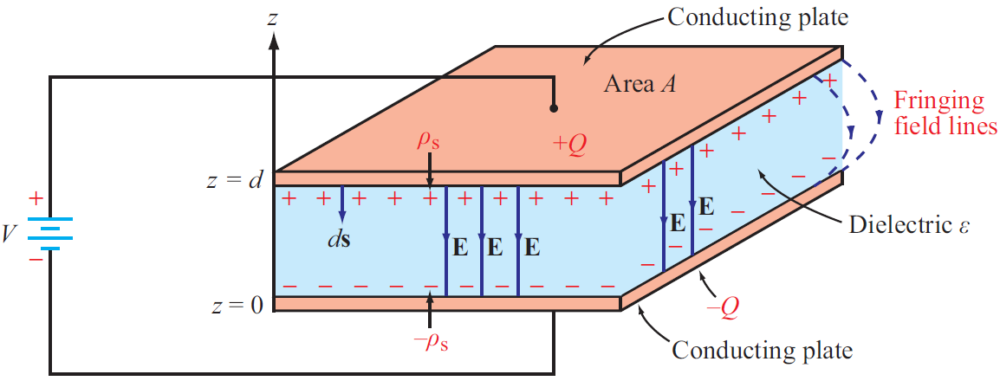 z
Conducting plate
Area A
Fringing
field lines
ρs
+Q
z = d
+ + + + + + + + + +
+ + + + + + +
ds
E E E
E E
+
V
−
Dielectric ε
− − − − − − − − − −
− − − − − − −
z = 0
−Q
−ρs
Conducting plate